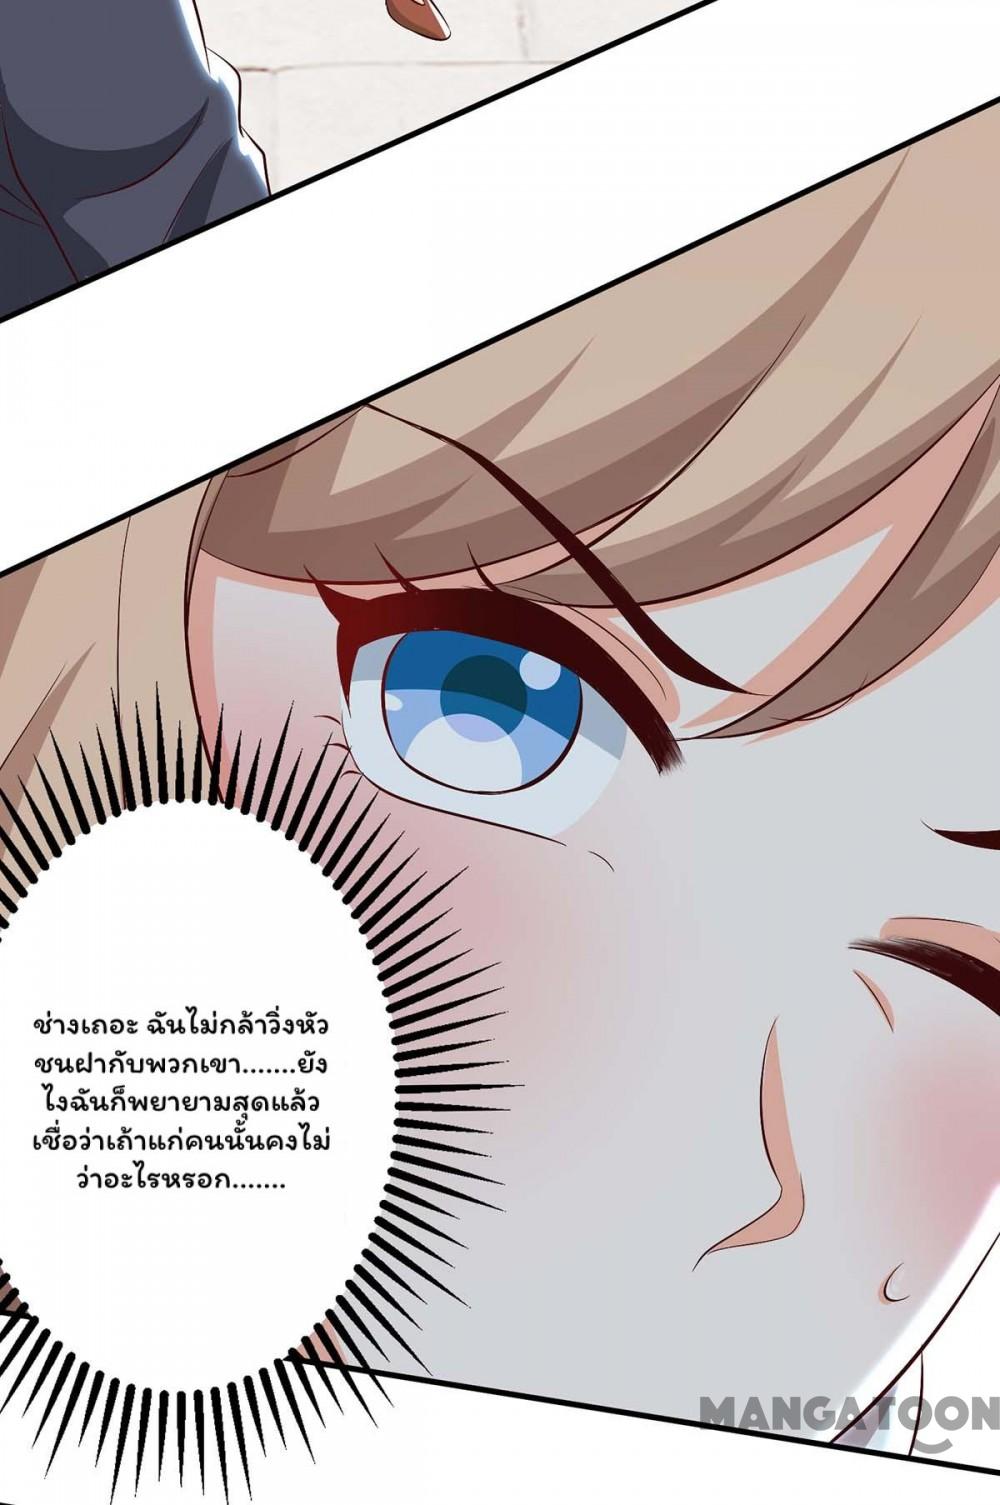 ช่างเถอะ ฉันไม่กล้าวิ่งหัว
ชนฝากับพวกเขา.......ยัง
ไงฉันก็พยายามสุดแล้ว
เชื่อว่าเถ้าแก่คนนั้นคงไม่
ว่าอะไรหรอก.......
MANGATOON